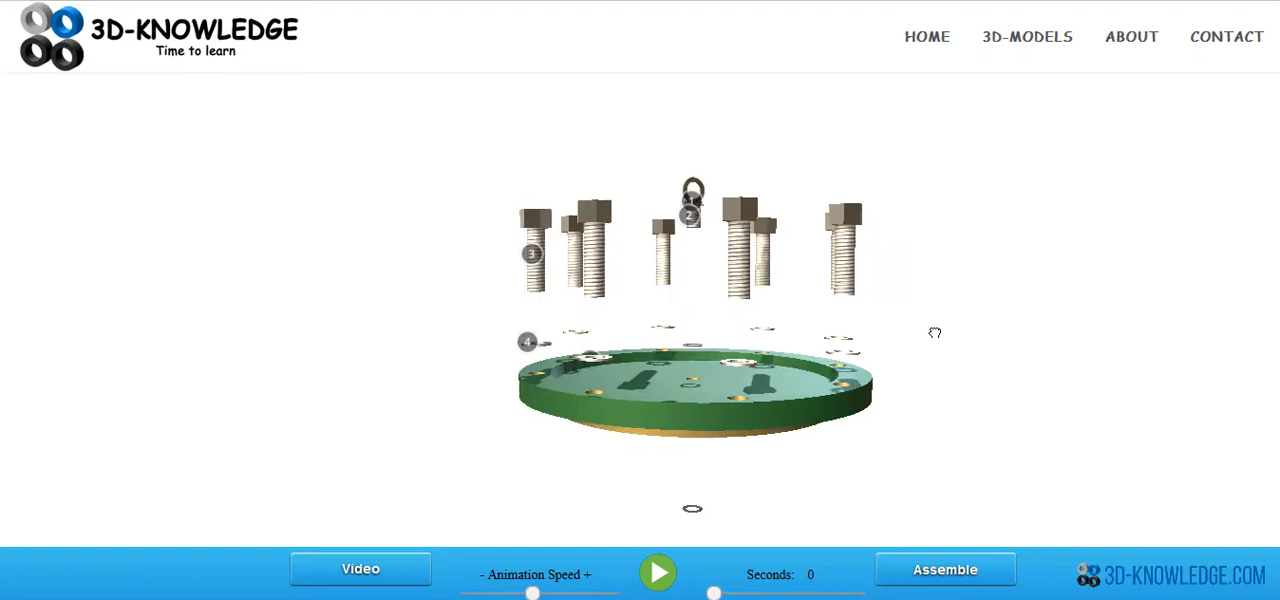 3D-KNOWLEDGE
Time to learn
HOME 3D-MODELS ABOUT CONTACT
2
3
4
Video
- Animation Speed +
Seconds: 0
Assemble
3D-KNOWLEDGE.COM